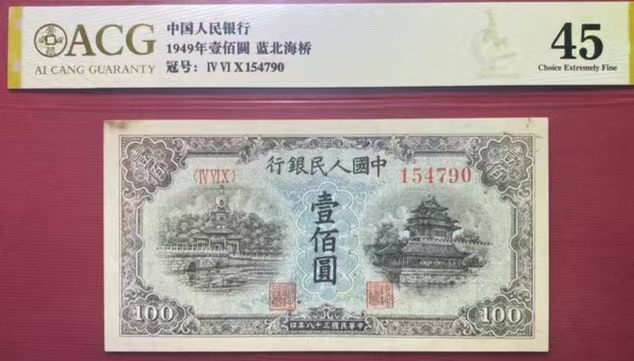 ACG
AI CANG GUARANTY
中国人民银行
1949年壹佰圆 蓝北海桥
冠号: Ⅳ Ⅵ X 154790
45
Choice Extremely Fine
行銀民人國中
(ⅣⅥX)
154790
壹佰圓
100
印年八十三國民華中
100